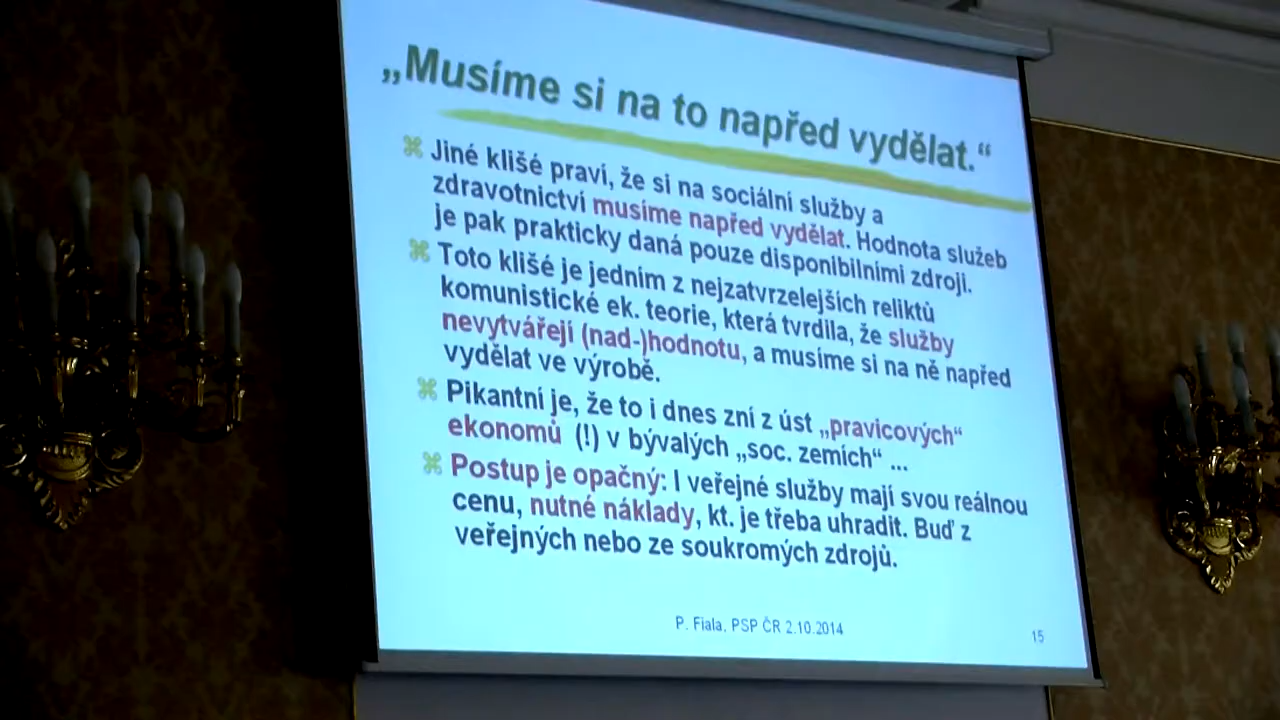 „Musíme si na to napřed vydělat.“
Jiné klišé praví, že si na sociální služby a
zdravotnictví musíme napřed vydělat. Hodnota služeb
je pak prakticky daná pouze disponibilními zdroji.
Toto klišé je jedním z nejzatvrzelejších reliktů
komunistické ek. teorie, která tvrdila, že služby
nevytvářejí (nad-)hodnotu, a musíme si na ně napřed
vydělat ve výrobě.
Pikantní je, že to i dnes zní z úst „pravicových“
ekonomů (!) v bývalých „soc. zemích“ ...
Postup je opačný: I veřejné služby mají svou reálnou
cenu, nutné náklady, kt. je třeba uhradit. Buď z
veřejných nebo ze soukromých zdrojů.
P. Fiala, PSP ČR 2.10.2014
15